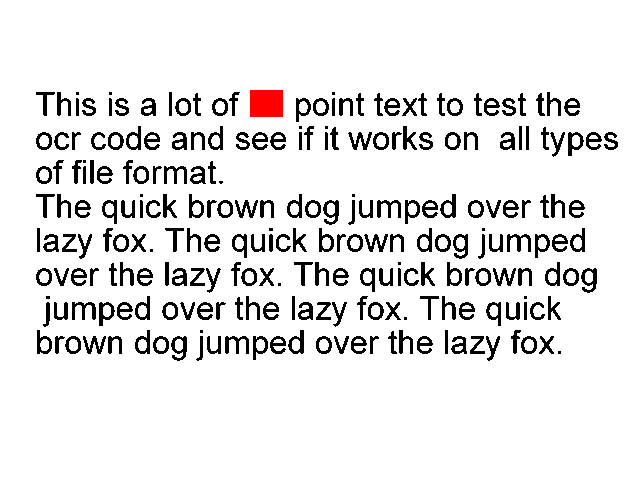 This is a lot of point text to test the
ocr code and see if it works on  all types
of file format.
The quick brown dog jumped over the
lazy fox. The quick brown dog jumped
over the lazy fox. The quick brown dog
jumped over the lazy fox. The quick
brown dog jumped over the lazy fox.